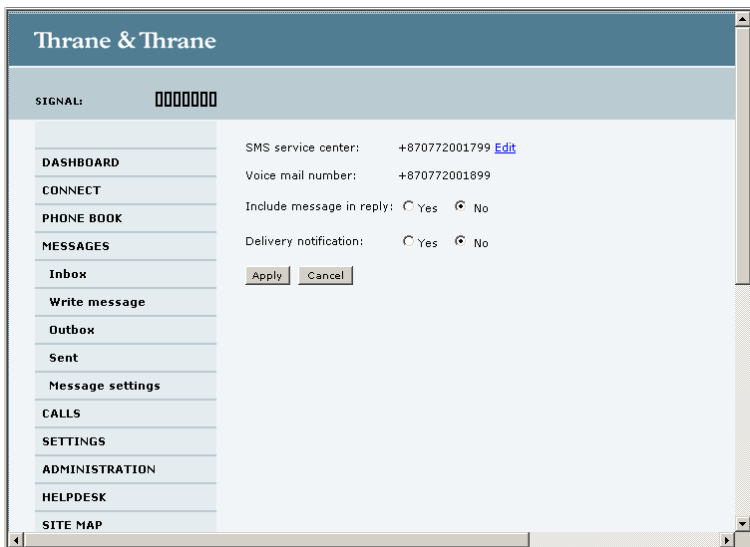 Thrane & Thrane
SIGNAL:
DASHBOARD
CONNECT
PHONE BOOK
MESSAGES
Inbox
Write message
Outbox
Sent
Message settings
CALLS
SETTINGS
ADMINISTRATION
HELPDESK
SITE MAP
SMS service center: +870772001799 Edit
Voice mail number: +870772001899
Include message in reply: Yes No
Delivery notification: Yes No
Apply Cancel